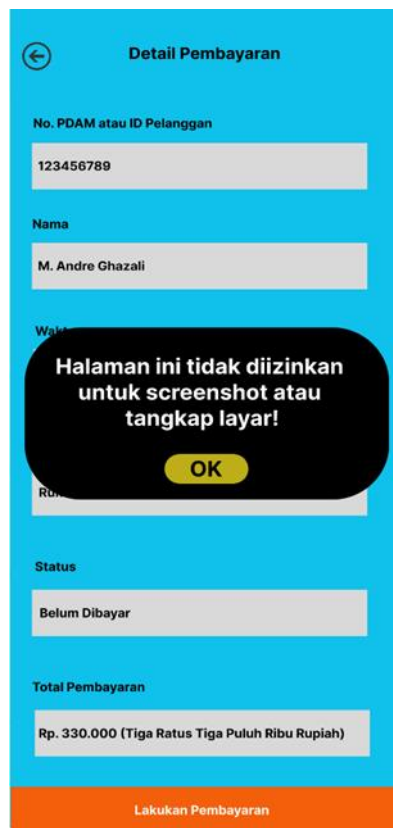 Detail Pembayaran
No. PDAM atau ID Pelanggan
123456789
Nama
M. Andre Ghazali
Halaman ini tidak diizinkan
untuk screenshot atau
tangkap layar!
OK
Status
Belum Dibayar
Total Pembayaran
Rp. 330.000 (Tiga Ratus Tiga Puluh Ribu Rupiah)
Lakukan Pembayaran